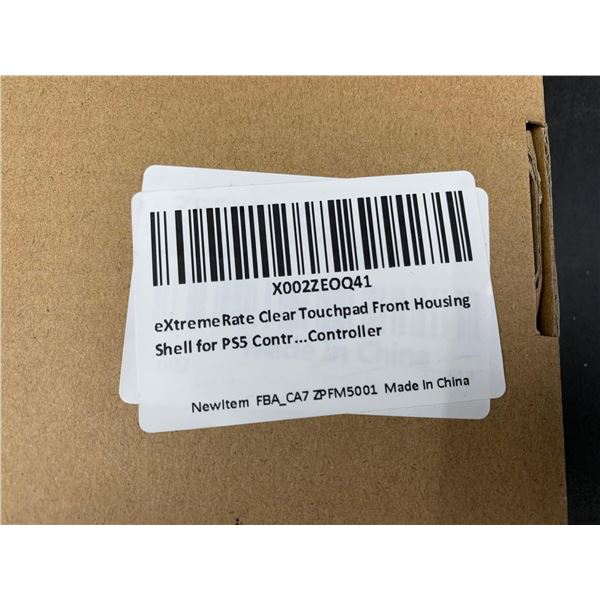 X002ZEOQ41
eXtremeRate Clear Touchpad Front Housing
Shell for PS5 Contr...Controller
NewItem FBA_CA7 ZPFM5001 Made in China